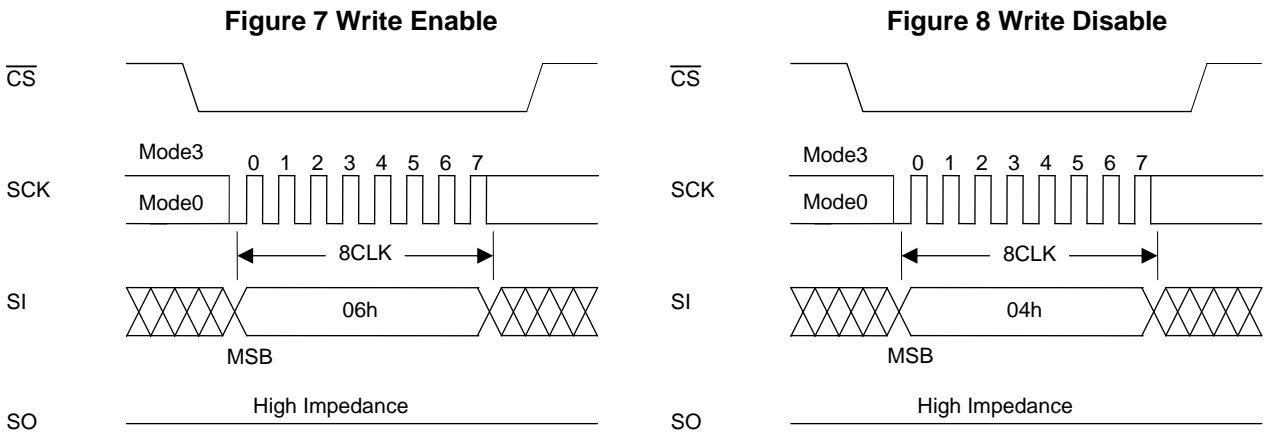 Figure 7 Write Enable
CS
Mode3
0 1 2 3 4 5 6 7
SCK
Mode0
8CLK
SI
06h
MSB
High Impedance
SO
Figure 8 Write Disable
CS
Mode3
0 1 2 3 4 5 6 7
SCK
Mode0
8CLK
SI
04h
MSB
High Impedance
SO